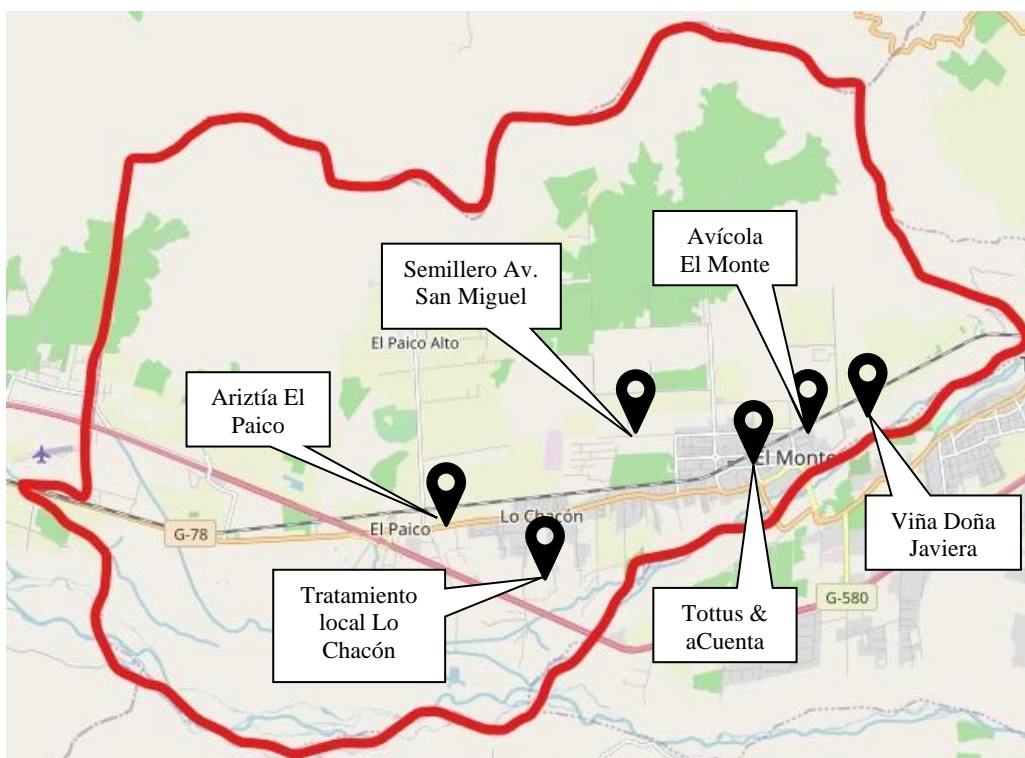 Avícola
El Monte
Semillero Av.
San Miguel
El Paico Alto
Ariztía El
Paico
El Monte
Lo Chacón
El Paico
G-78
Viña Doña
Javiera
Tratamiento
local Lo
Chacón
Tottus &
aCuenta
G-580